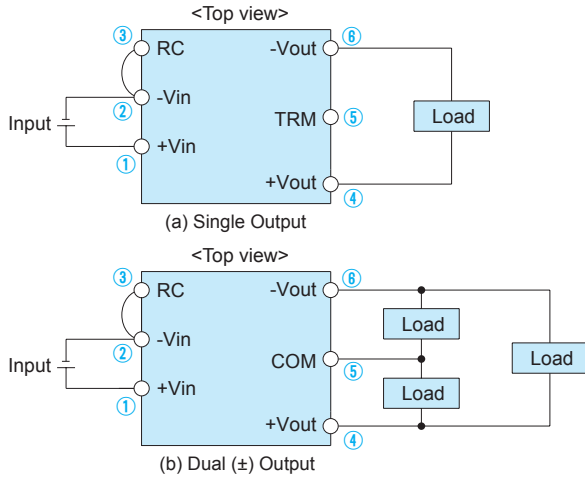 <Top view>
③ RC -Vout ⑥
② -Vin
Input TRM ⑤ Load
① +Vin
+Vout ④
(a) Single Output
<Top view>
③ RC -Vout ⑥
Load
② -Vin
Input COM ⑤ Load
① +Vin Load
+Vout ④
(b) Dual (±) Output